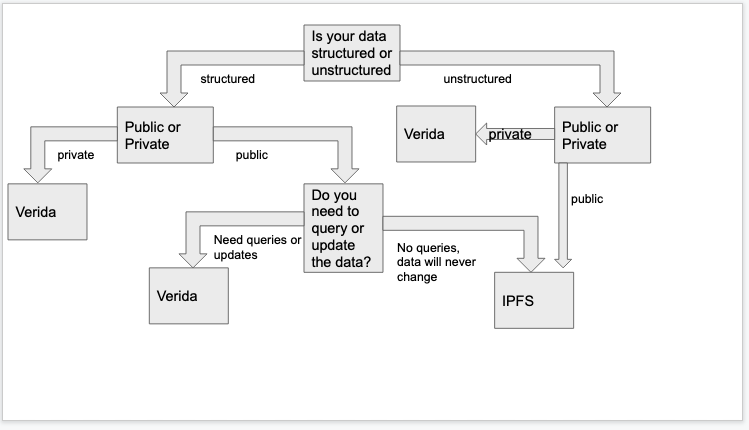 Is your data
structured or
unstructured
structured
unstructured
Public or
Private
Verida
private
Public or
Private
private
public
public
Verida
Do you
need to
query or
update
the data?
Need queries or
updates
No queries,
data will never
change
Verida
IPFS